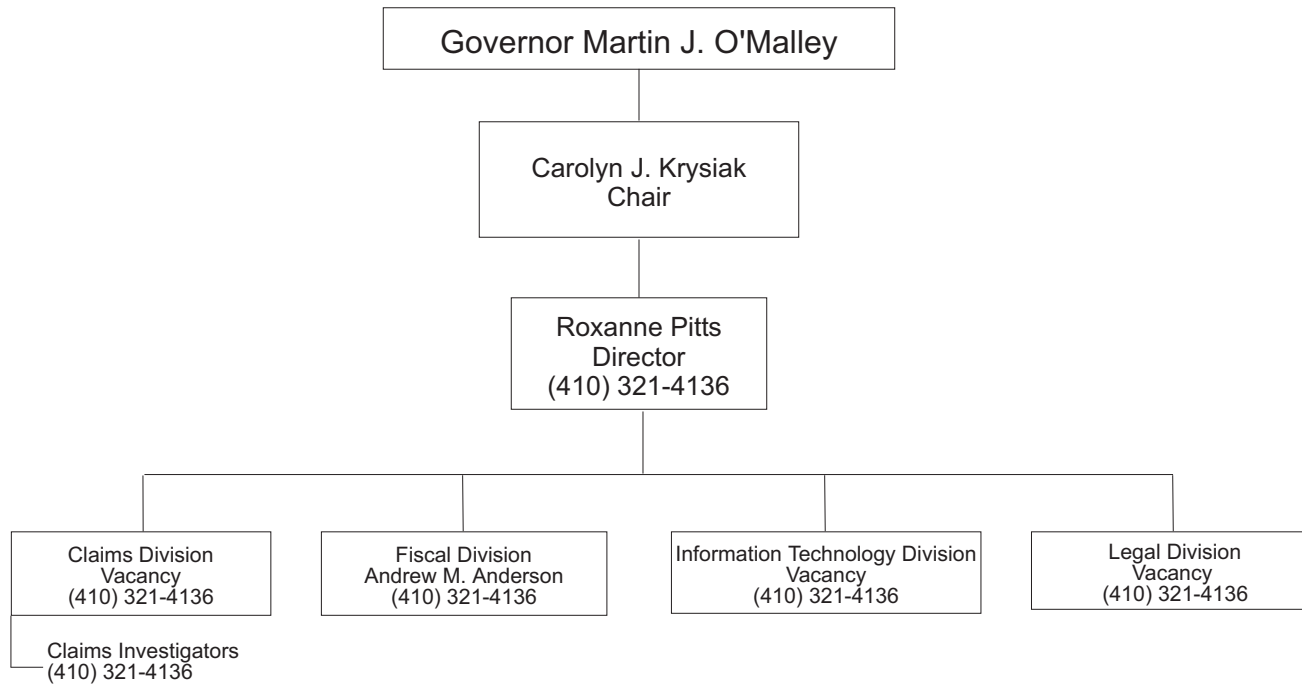 Governor Martin J. O'Malley
Carolyn J. Krysiak
Chair
Roxanne Pitts
Director
(410) 321-4136
Claims Division
Vacancy
(410) 321-4136
Claims Investigators
(410) 321-4136
Fiscal Division
Andrew M. Anderson
(410) 321-4136
Information Technology Division
Vacancy
(410) 321-4136
Legal Division
Vacancy
(410) 321-4136